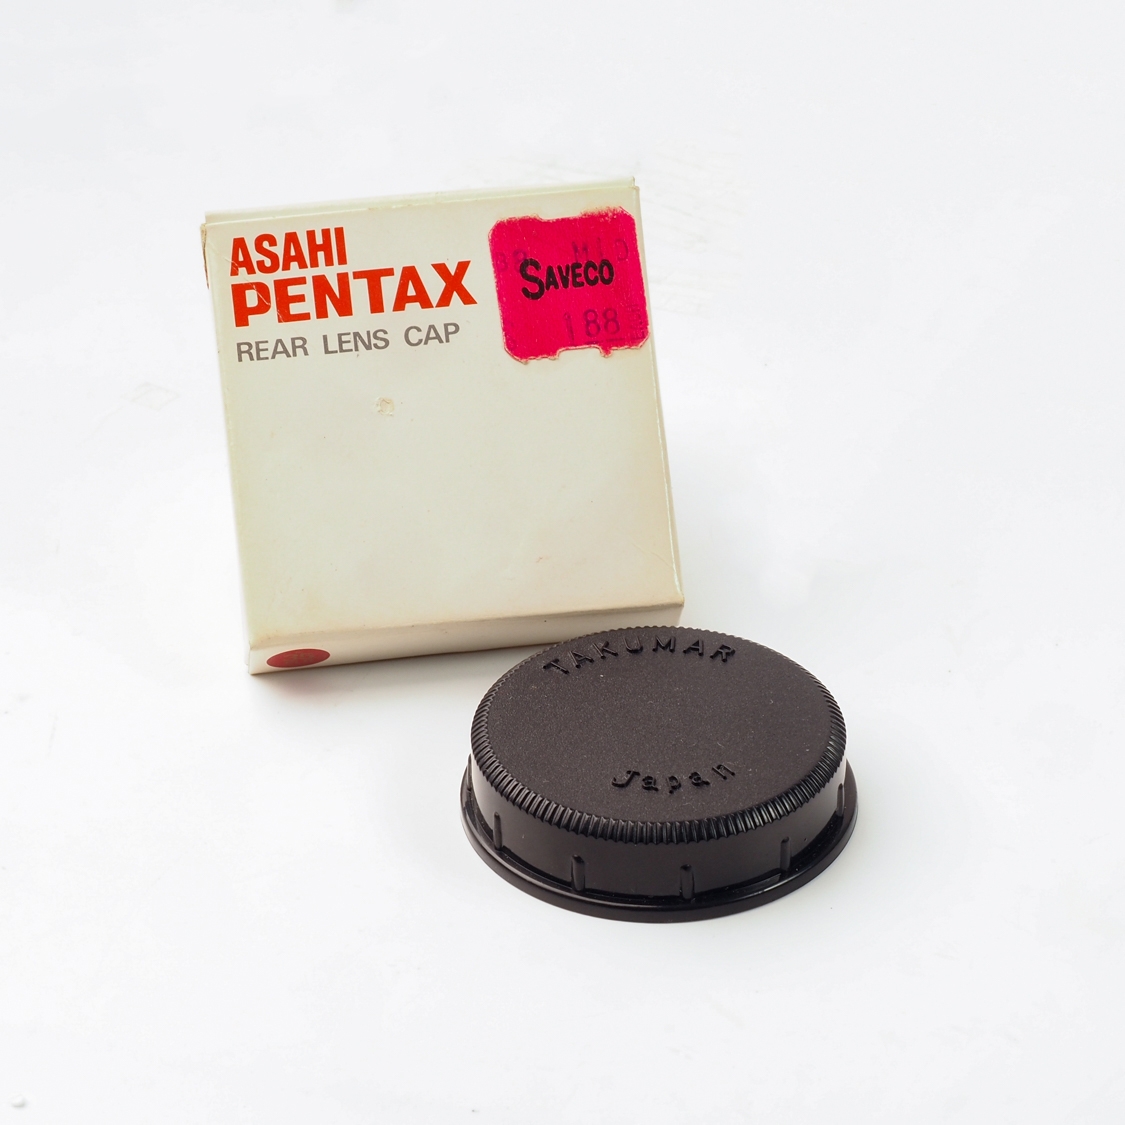 ASAHI
PENTAX
REAR LENS CAP
SAVECO
188
TAKUMAR
Japan